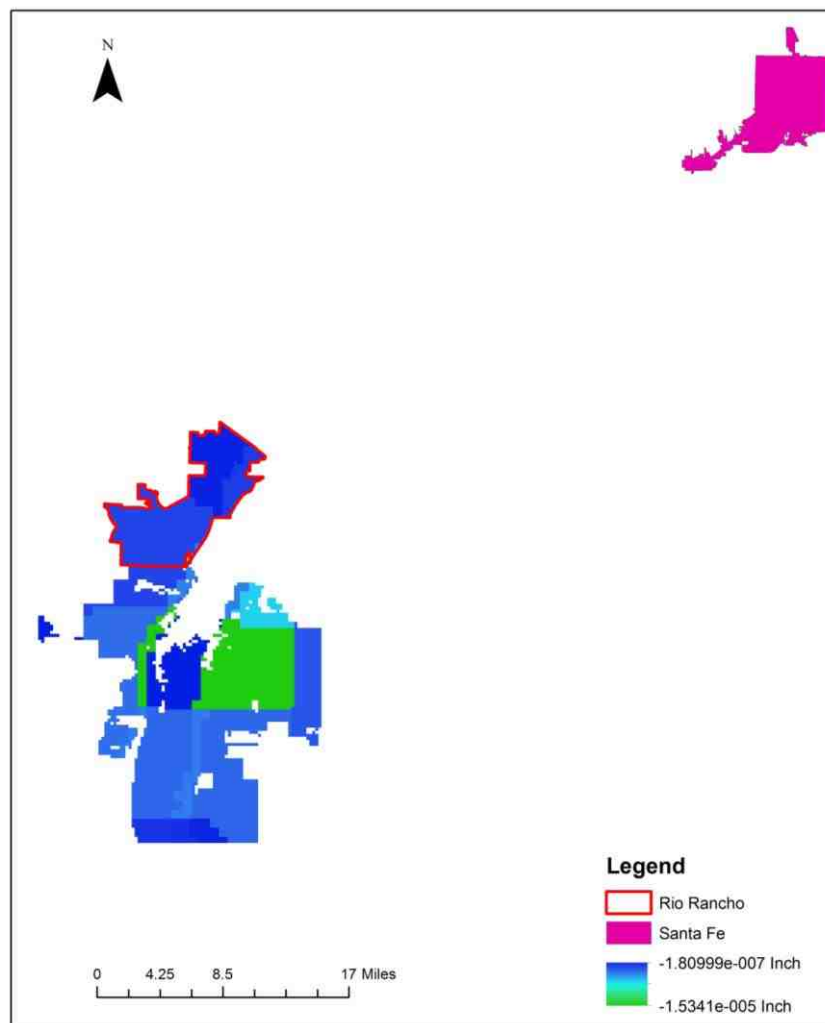 N
Legend
Rio Rancho
Santa Fe
-1.80999e-007 Inch
-1.5341e-005 Inch
0 4.25 8.5 17 Miles